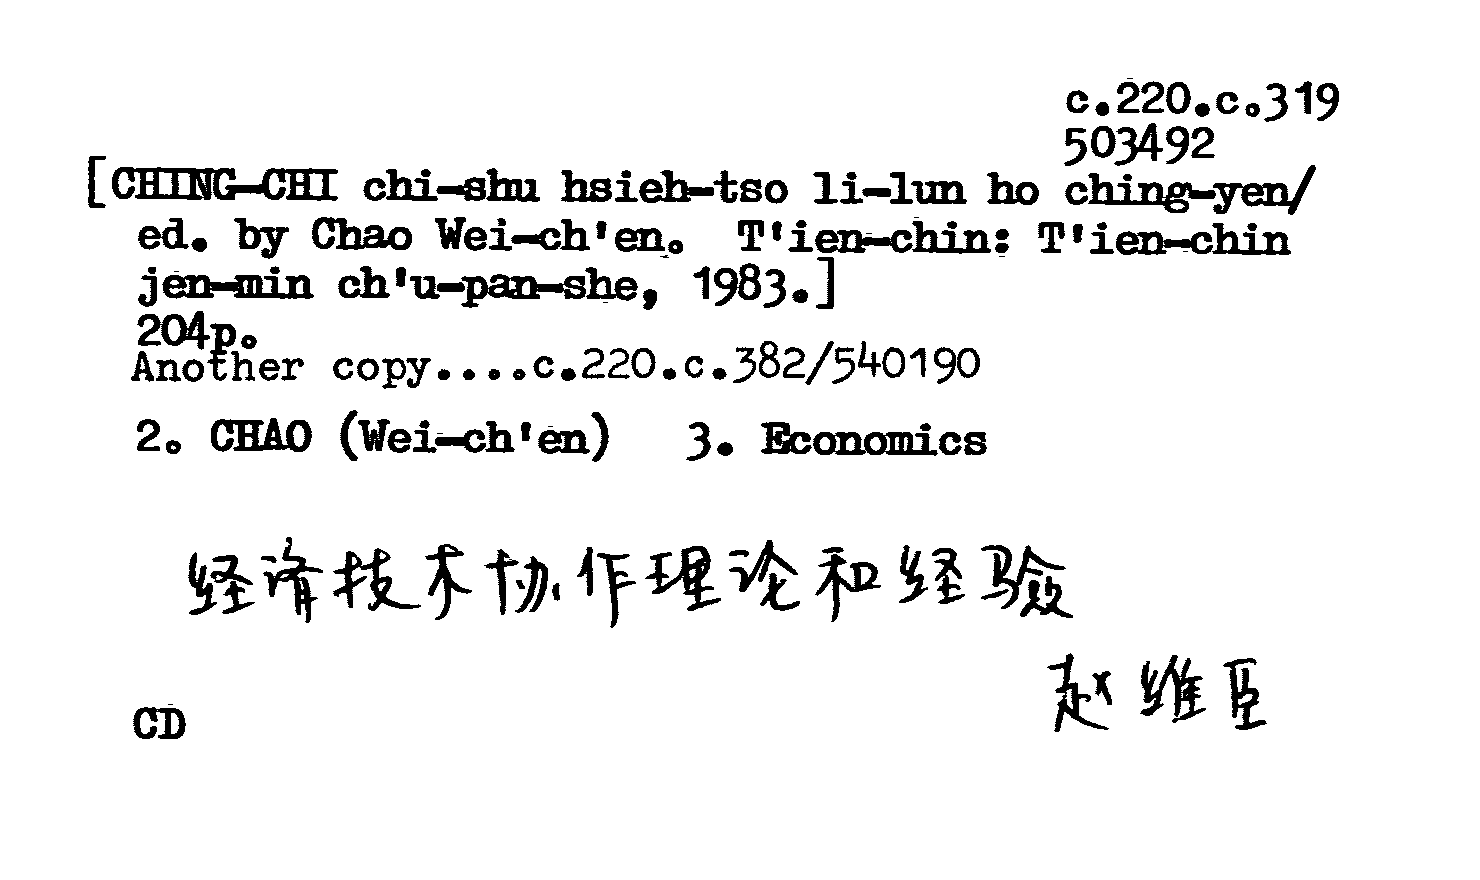 c.220.c.319
503492
[CHING-CHI chi-shu hsieh-tso li-lun ho ching-yen/
ed. by Chao Wei-ch'en. T'ien-chin: T'ien-chin
jen-min ch'u-pan-she, 1983.]
204p.
Another copy....c.220.c.382/540190
2. CHAO (Wei-ch'en) 3. Economics
经济技术协作理论和经验
赵维臣
CD